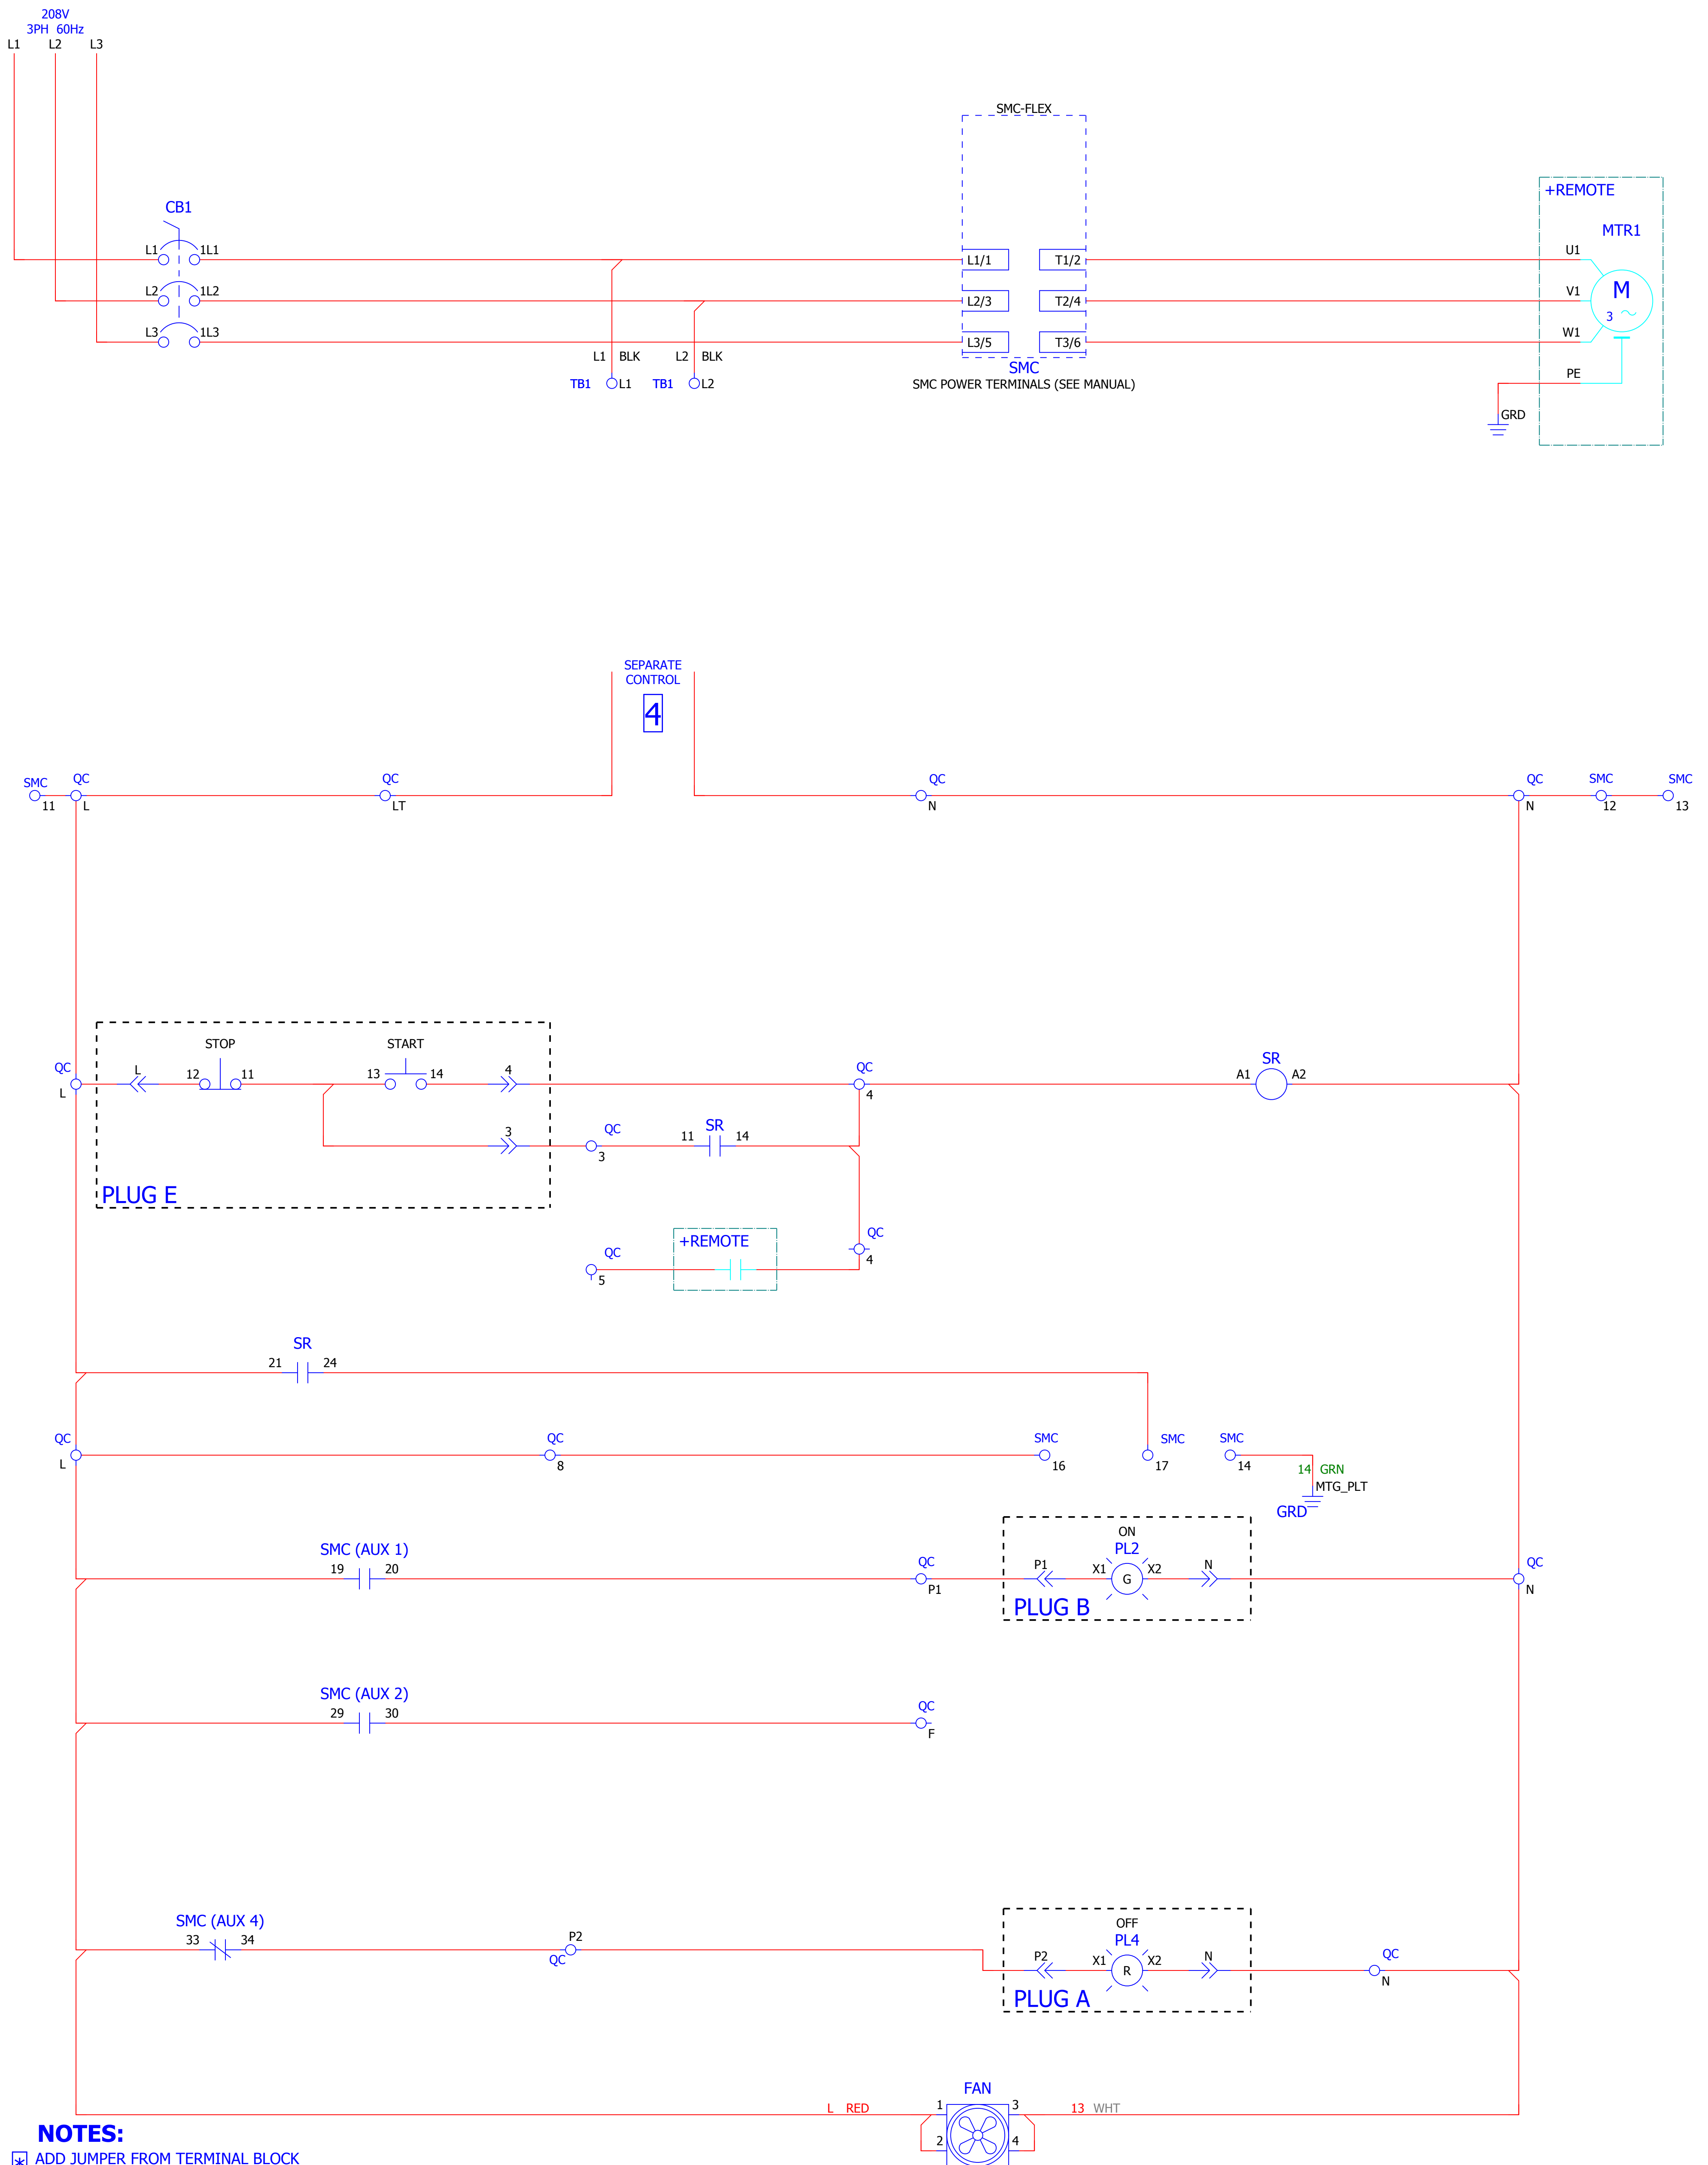 208V
3PH 60Hz
L1 L2 L3
SMC-FLEX
+REMOTE
CB1
MTR1
L1 1L1 L1/1 T1/2 U1
L2 1L2 L2/3 T2/4 V1
M
3
L3 1L3 L3/5 T3/6 W1
L1 BLK L2 BLK
SMC
PE
TB1 L1 TB1 L2 SMC POWER TERMINALS (SEE MANUAL)
GRD
SEPARATE
CONTROL
4
SMC QC QC QC QC SMC SMC
11 L LT N N 12 13
STOP START
SR
QC L 12 11 13 14 4 QC A1 A2
L 4
3 QC 11 SR 14
3
PLUG E
+REMOTE QC
QC 4
5
SR
21 24
QC QC SMC SMC SMC
L 8 16 17 14
14 GRN
MTG_PLT
GRD
ON
SMC (AUX 1) PL2
19 20 QC P1 X1 G X2 N QC
P1 N
PLUG B
SMC (AUX 2)
29 30 QC
F
OFF
SMC (AUX 4) PL4
33 34 P2
QC
P2 X1 R X2 N QC
N
PLUG A
FAN
L RED 1 3 13 WHT
2 4
NOTES:
* ADD JUMPER FROM TERMINAL BLOCK